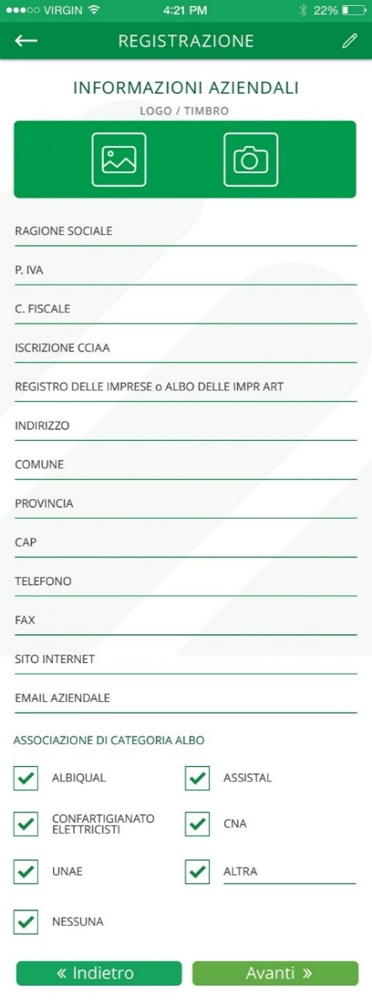 VIRGIN 4:21 PM 22%
REGISTRAZIONE
INFORMAZIONI AZIENDALI
LOGO / TIMBRO
RAGIONE SOCIALE
P. IVA
C. FISCALE
ISCRIZIONE CCIAA
REGISTRO DELLE IMPRESE o ALBO DELLE IMPR ART
INDIRIZZO
COMUNE
PROVINCIA
CAP
TELEFONO
FAX
SITO INTERNET
EMAIL AZIENDALE
ASSOCIAZIONE DI CATEGORIA ALBO
ALBIQUAL ASSISTAL
CONFARTIGIANATO
ELETTRICISTI
CNA
UNAE ALTRA
NESSUNA
« Indietro Avanti »